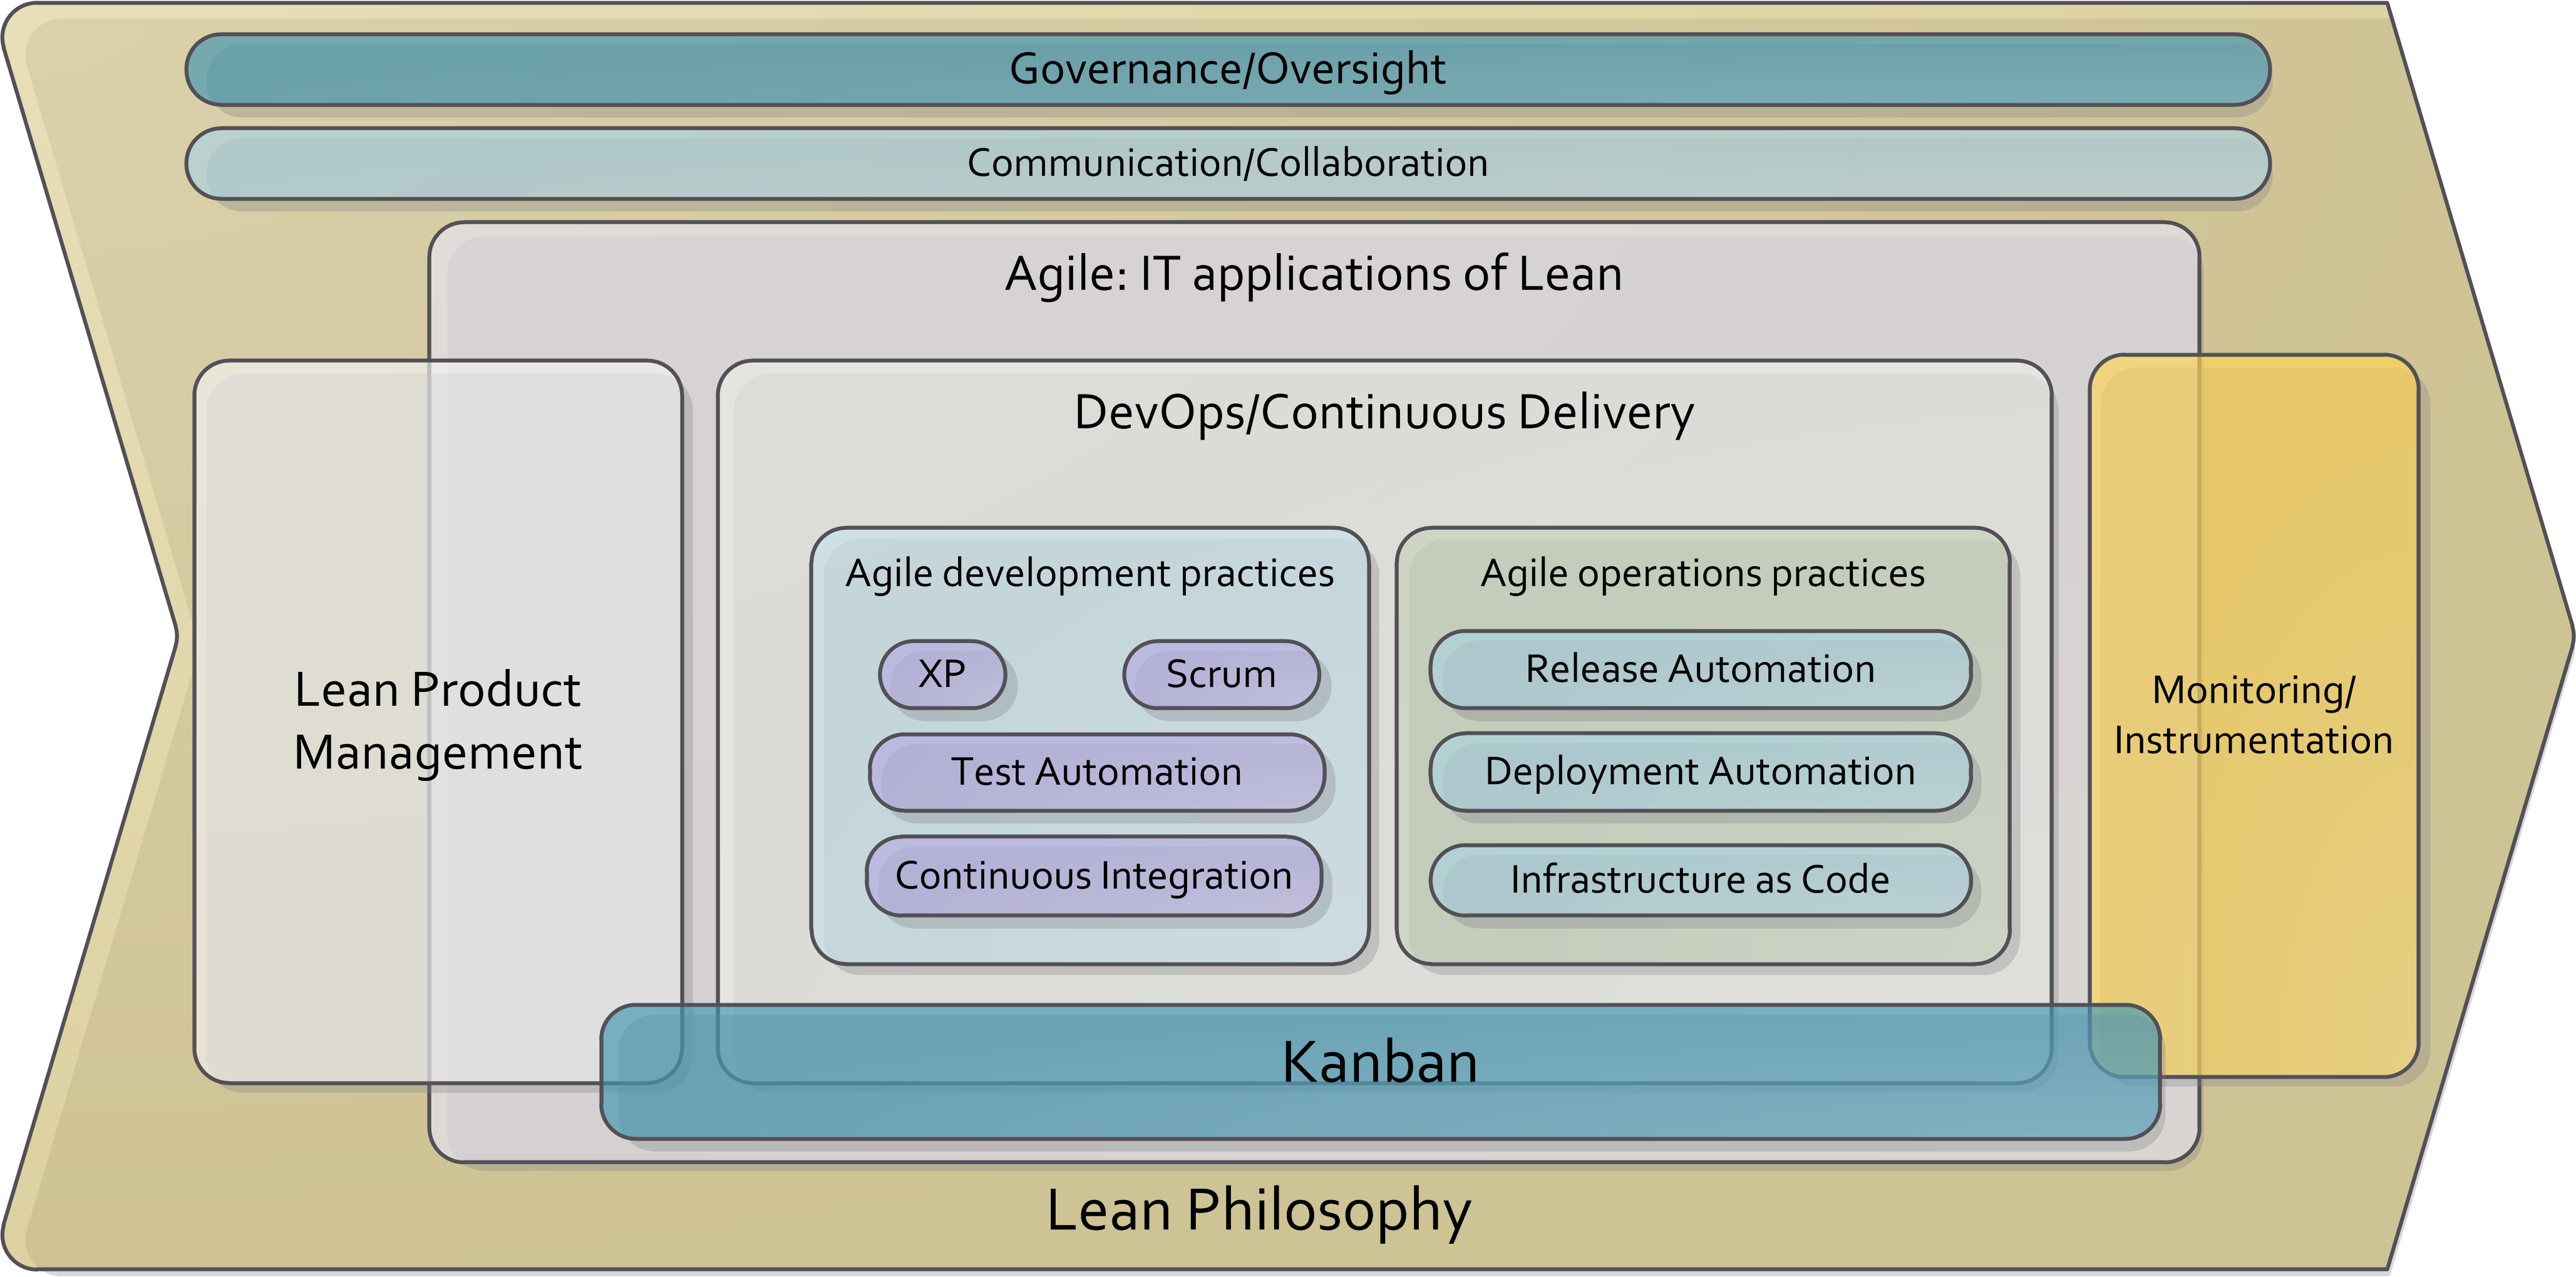 Governance/Oversight
Communication/Collaboration
Agile: IT applications of Lean
DevOps/Continuous Delivery
Lean Product
Management
Agile development practices
XP
Scrum
Test Automation
Continuous Integration
Agile operations practices
Release Automation
Deployment Automation
Infrastructure as Code
Monitoring/
Instrumentation
Kanban
Lean Philosophy